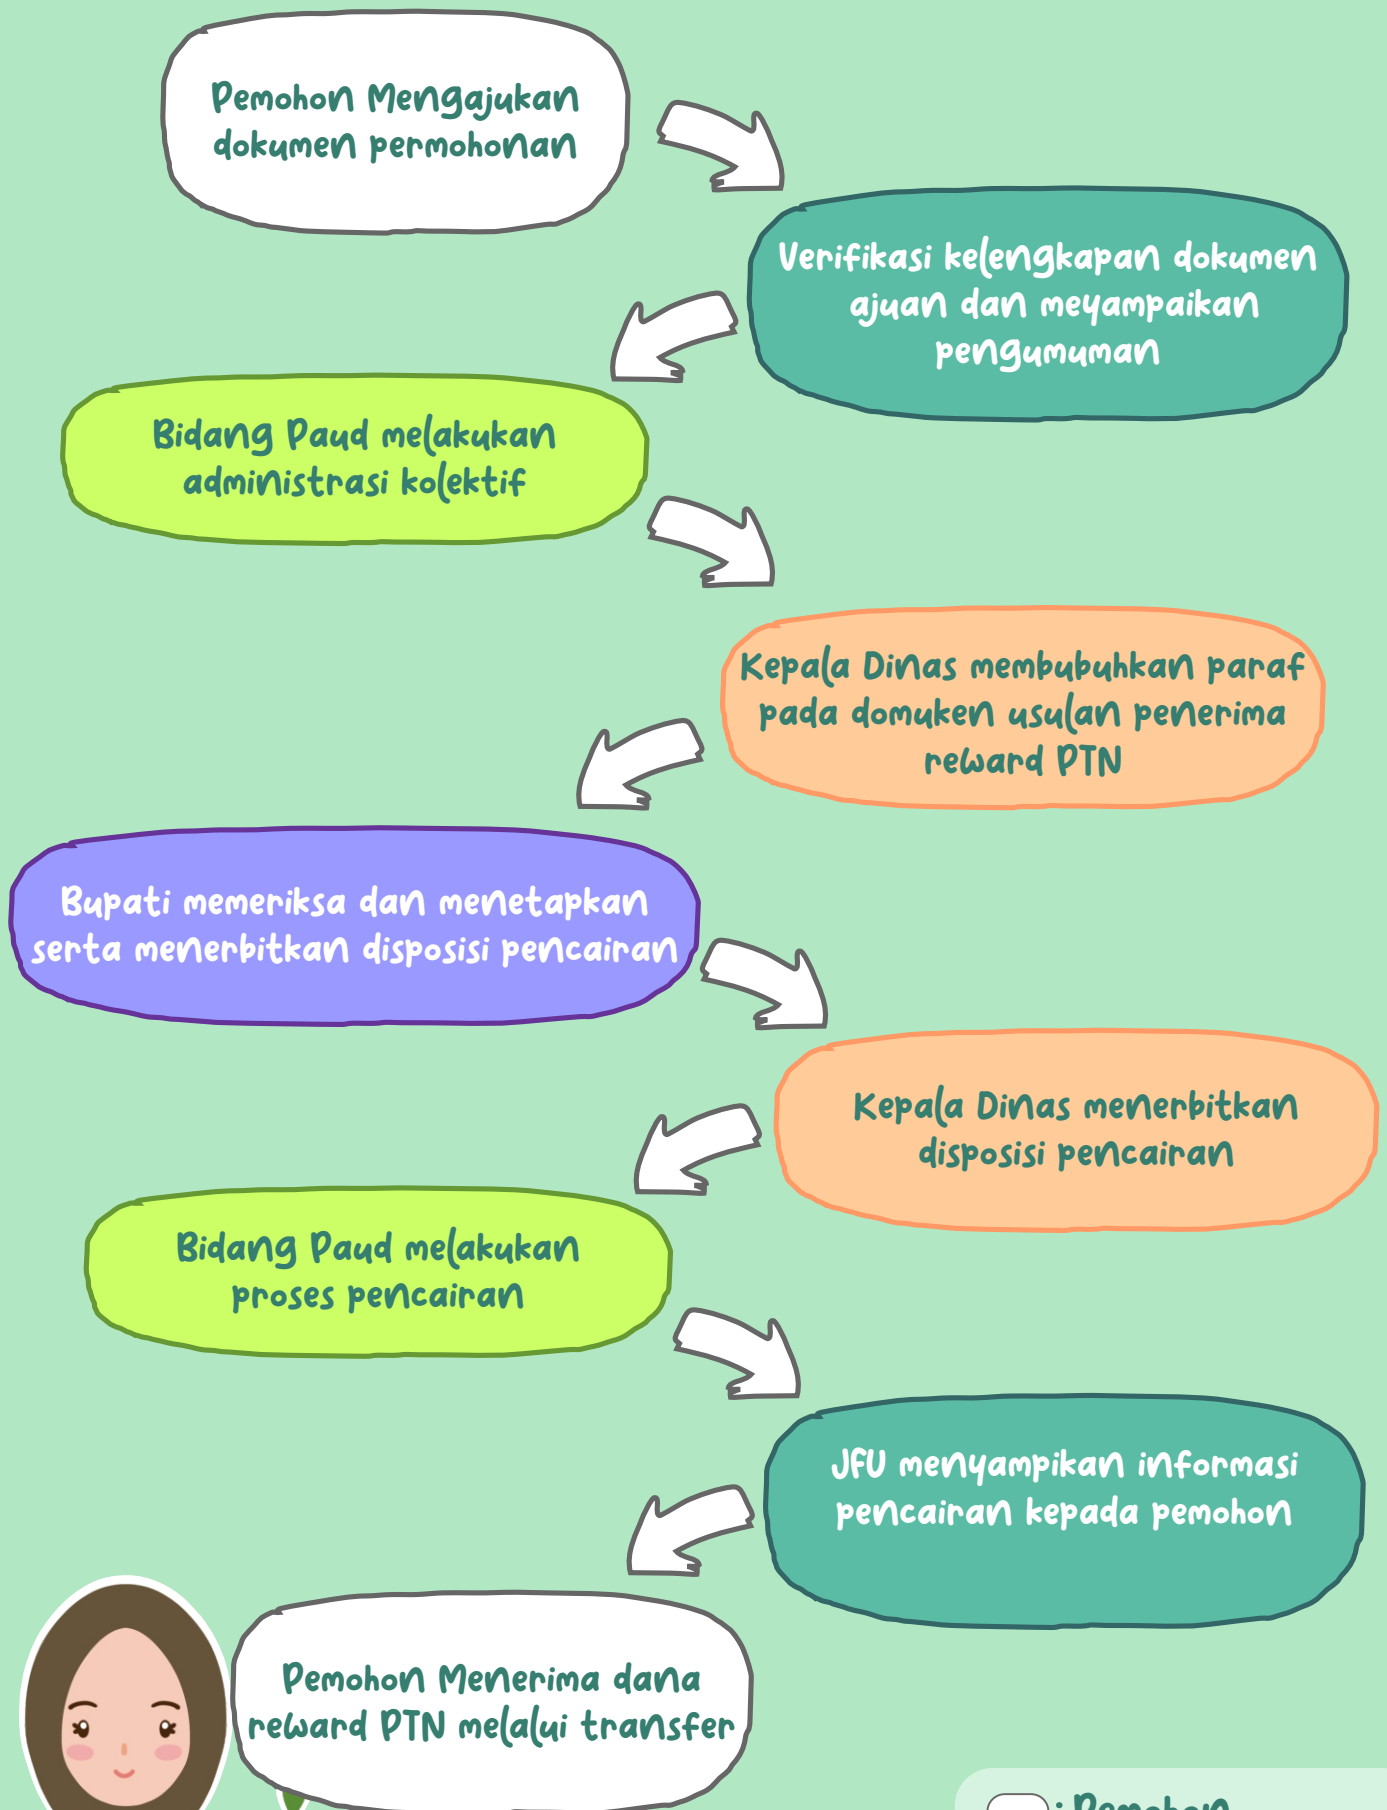 Pemohon Mengajukan
dokumen permohonan
Verifikasi kelengkapan dokumen
ajuan dan meyampaikan
pengumuman
Bidang Paud melakukan
administrasi kolektif
Kepala Dinas membubuhkan paraf
pada domuken usulan penerima
reward PTN
Bupati memeriksa dan menetapkan
serta menerbitkan disposisi pencairan
Kepala Dinas menerbitkan
disposisi pencairan
Bidang Paud melakukan
proses pencairan
JFU menyampikan informasi
pencairan kepada pemohon
Pemohon Menerima dana
reward PTN melalui transfer
: Pemohon